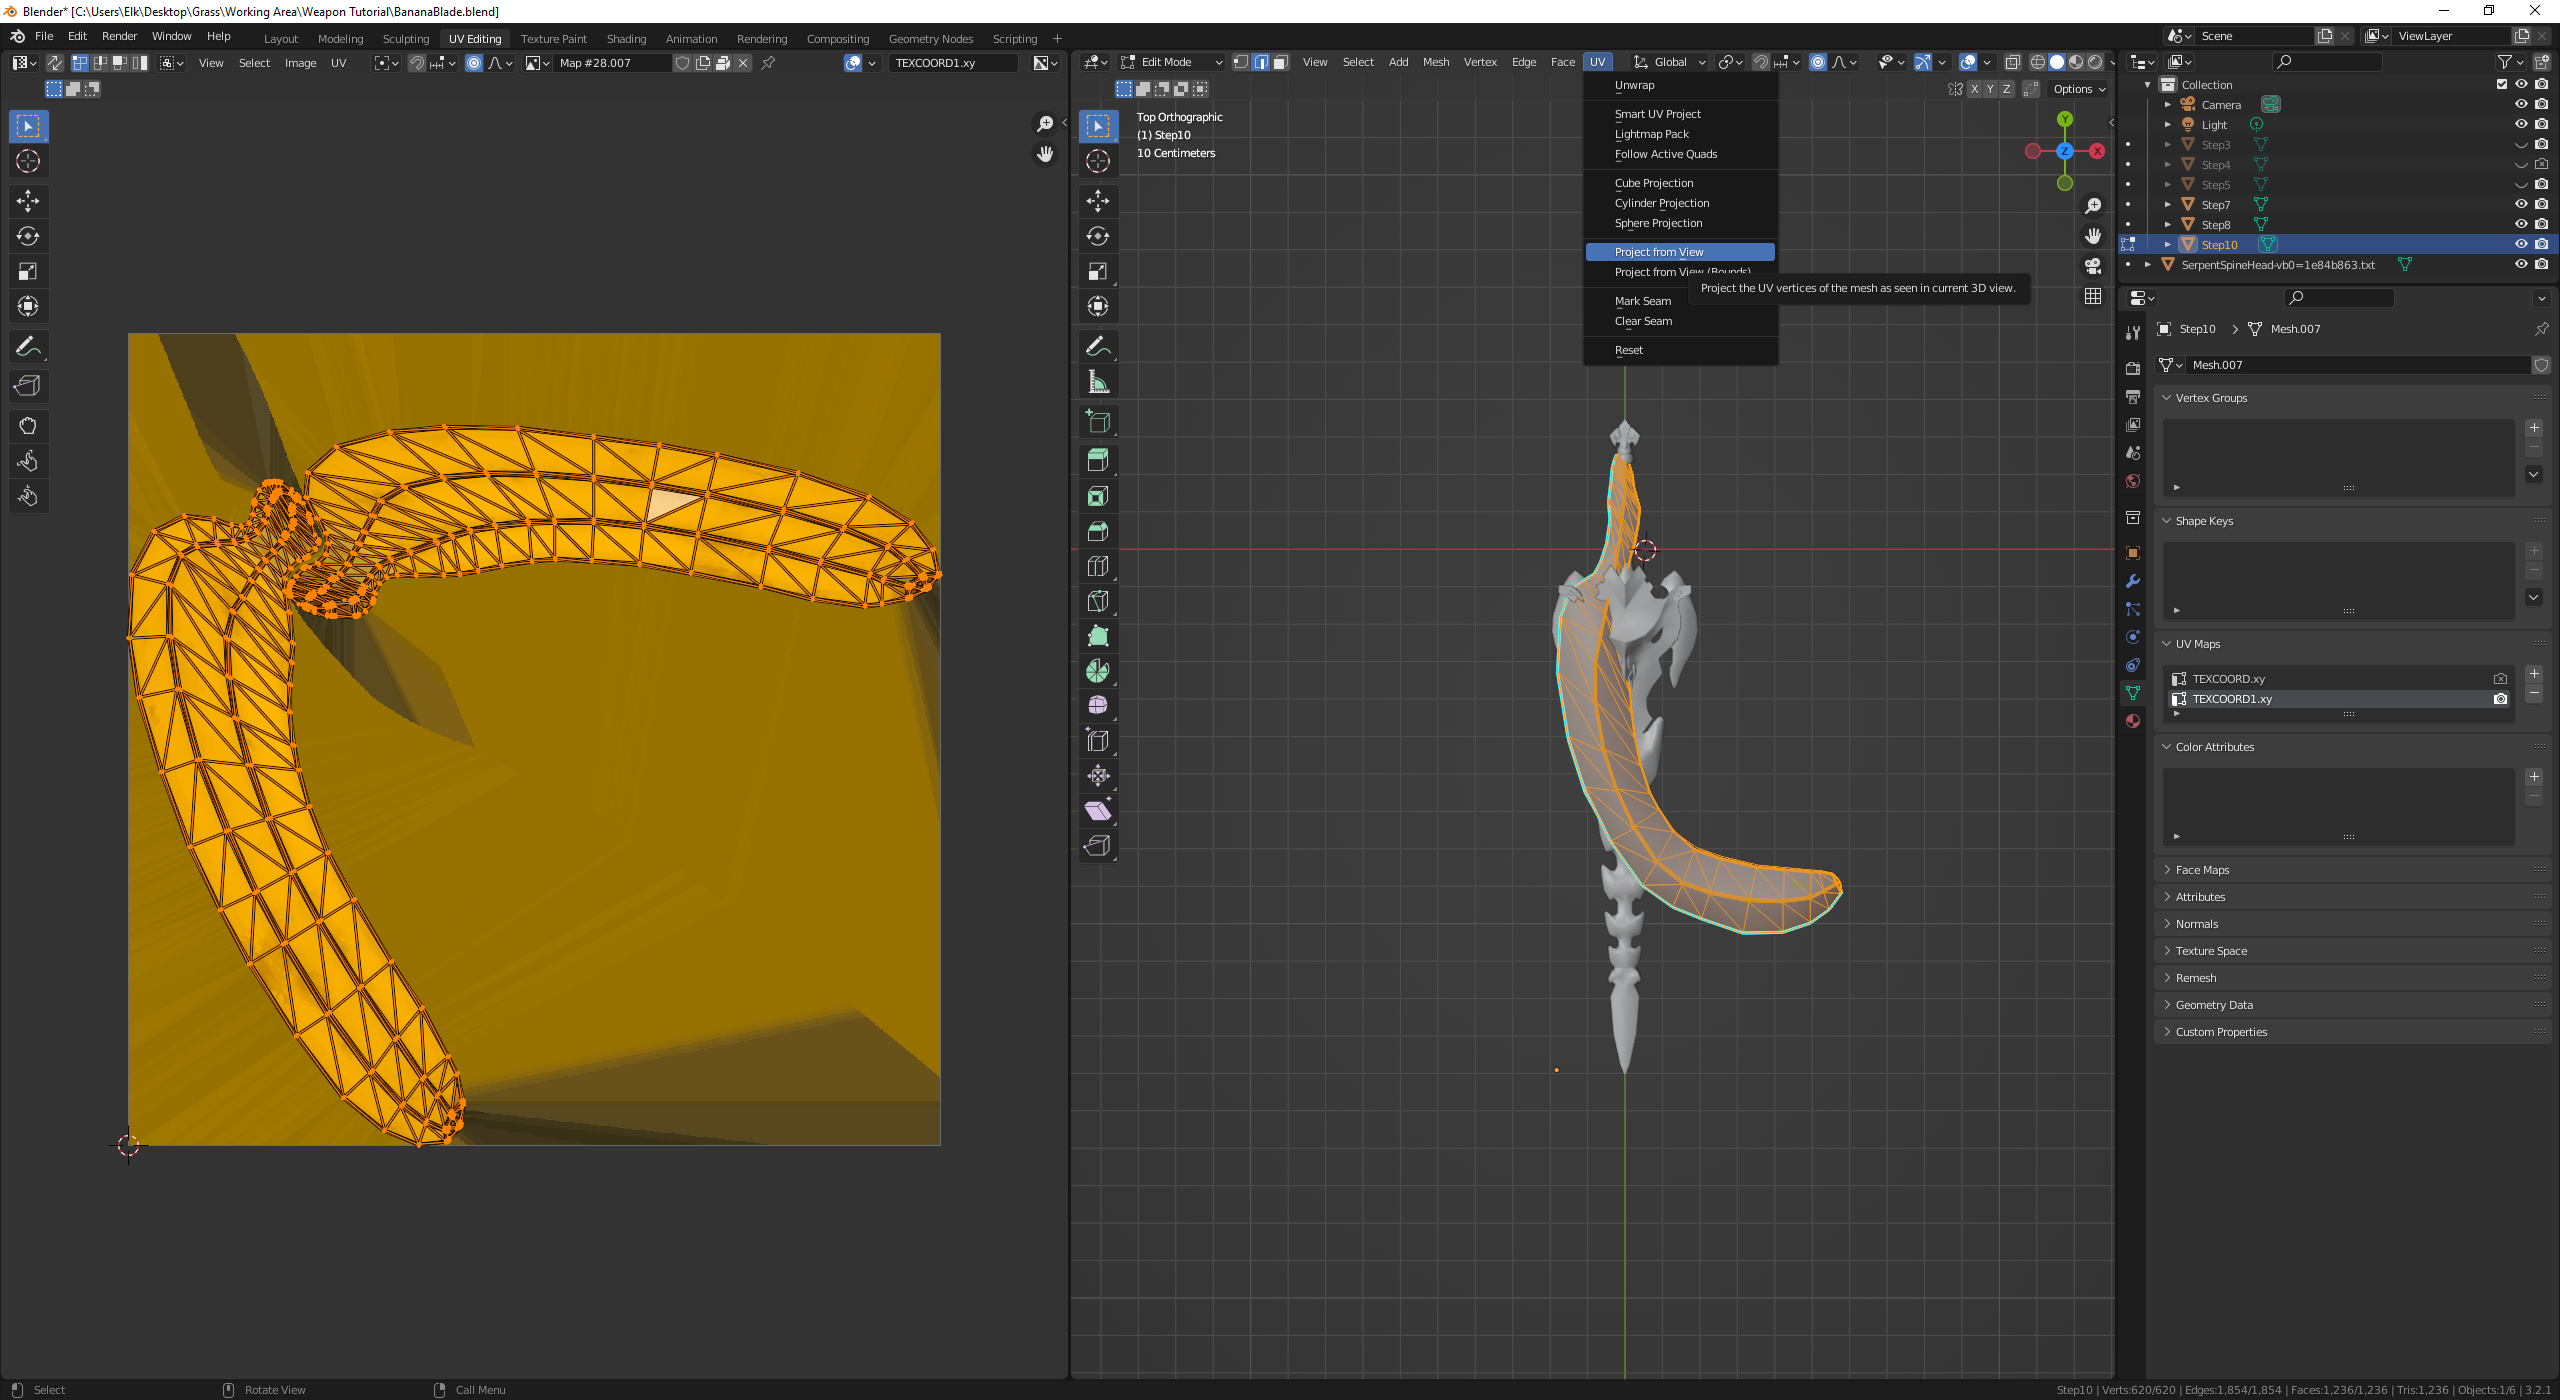 Blender* [C:\Users\Elk\Desktop\Grass\Working Area\Weapon Tutorial\BananaBlade.blend]
File Edit Render Window Help Layout Modeling Sculpting UV Editing Texture Paint Shading Animation Rendering Compositing Geometry Nodes Scripting + Scene ViewLayer
View Select Image UV Map #28.007 TEXCOORD1.xy
Edit Mode View Select Add Mesh Vertex Edge Face UV Global
X Y Z Options
Top Orthographic
(1) Step10
10 Centimeters
Unwrap
Smart UV Project
Lightmap Pack
Follow Active Quads
Cube Projection
Cylinder Projection
Sphere Projection
Project from View
Project from View (Bounds)
Project the UV vertices of the mesh as seen in current 3D view.
Mark Seam
Clear Seam
Reset
Y
Z
X
Collection
Camera
Light
Step3
Step4
Step5
Step7
Step8
Step10
SerpentSpineHead-vb0=1e84b863.txt
Step10 > Mesh.007
Mesh.007
Vertex Groups
Shape Keys
UV Maps
TEXCOORD.xy
TEXCOORD1.xy
Color Attributes
Face Maps
Attributes
Normals
Texture Space
Remesh
Geometry Data
Custom Properties
Select Rotate View Call Menu
Step10 | Verts:620/620 | Edges:1,854/1,854 | Faces:1,236/1,236 | Tris:1,236 | Objects:1/6 | 3.2.1